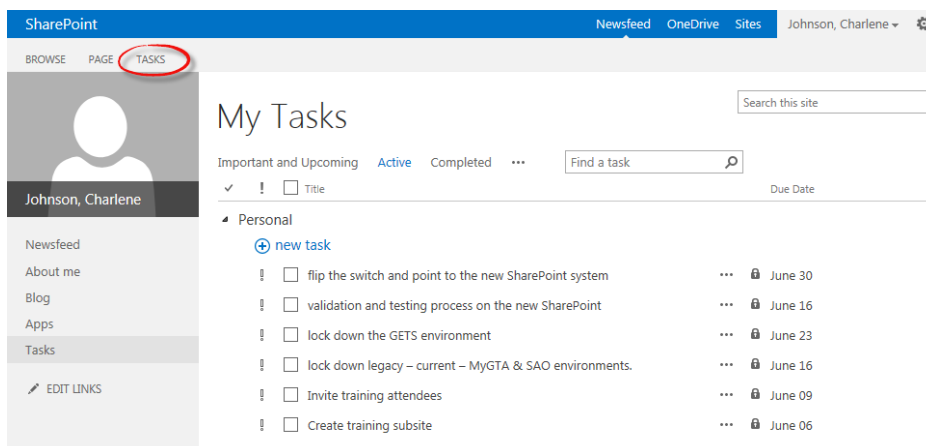 SharePoint Newsfeed OneDrive Sites Johnson, Charlene
BROWSE PAGE TASKS
Search this site
My Tasks
Important and Upcoming Active Completed ••• Find a task
Title Due Date
Johnson, Charlene
Personal
new task
Newsfeed
About me
Blog
Apps
Tasks
EDIT LINKS
flip the switch and point to the new SharePoint system ••• June 30
validation and testing process on the new SharePoint ••• June 16
lock down the GETS environment ••• June 23
lock down legacy – current – MyGTA & SAO environments. ••• June 16
Invite training attendees ••• June 09
Create training subsite ••• June 06